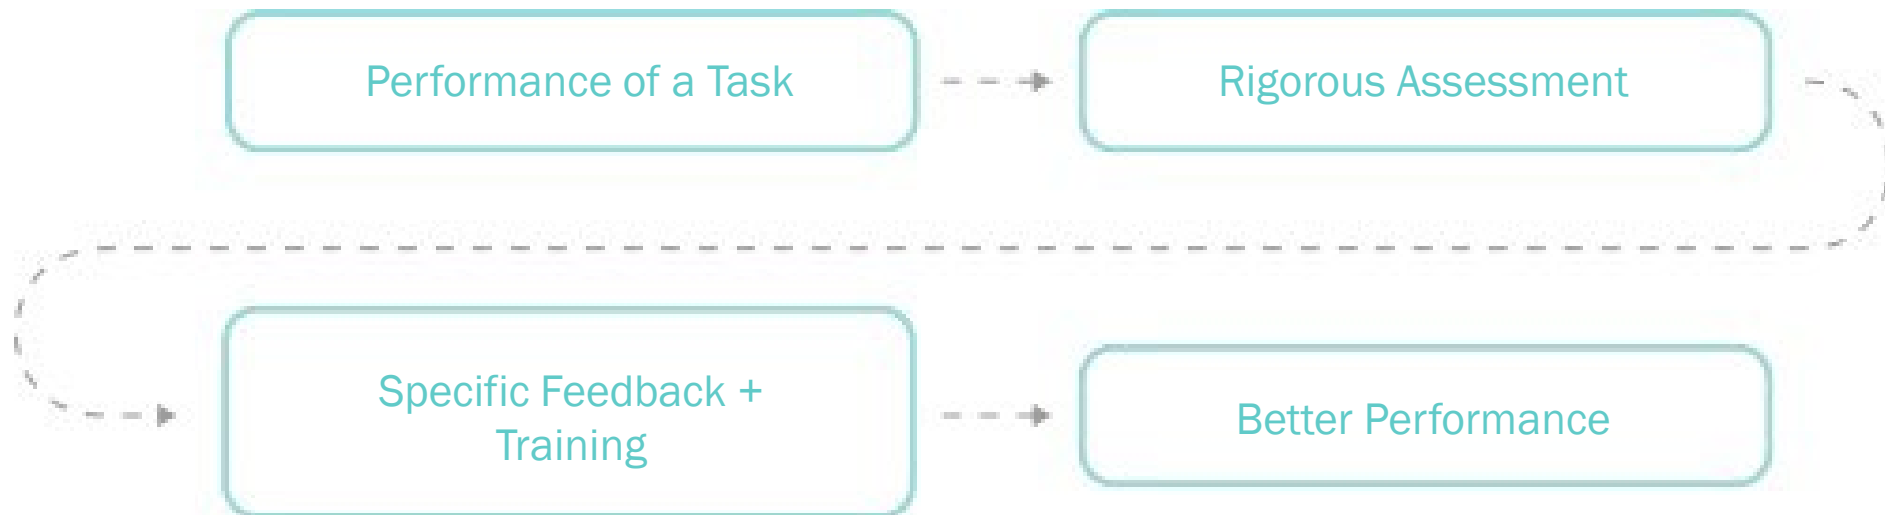 Performance of a Task
Rigorous Assessment
Specific Feedback +
Training
Better Performance